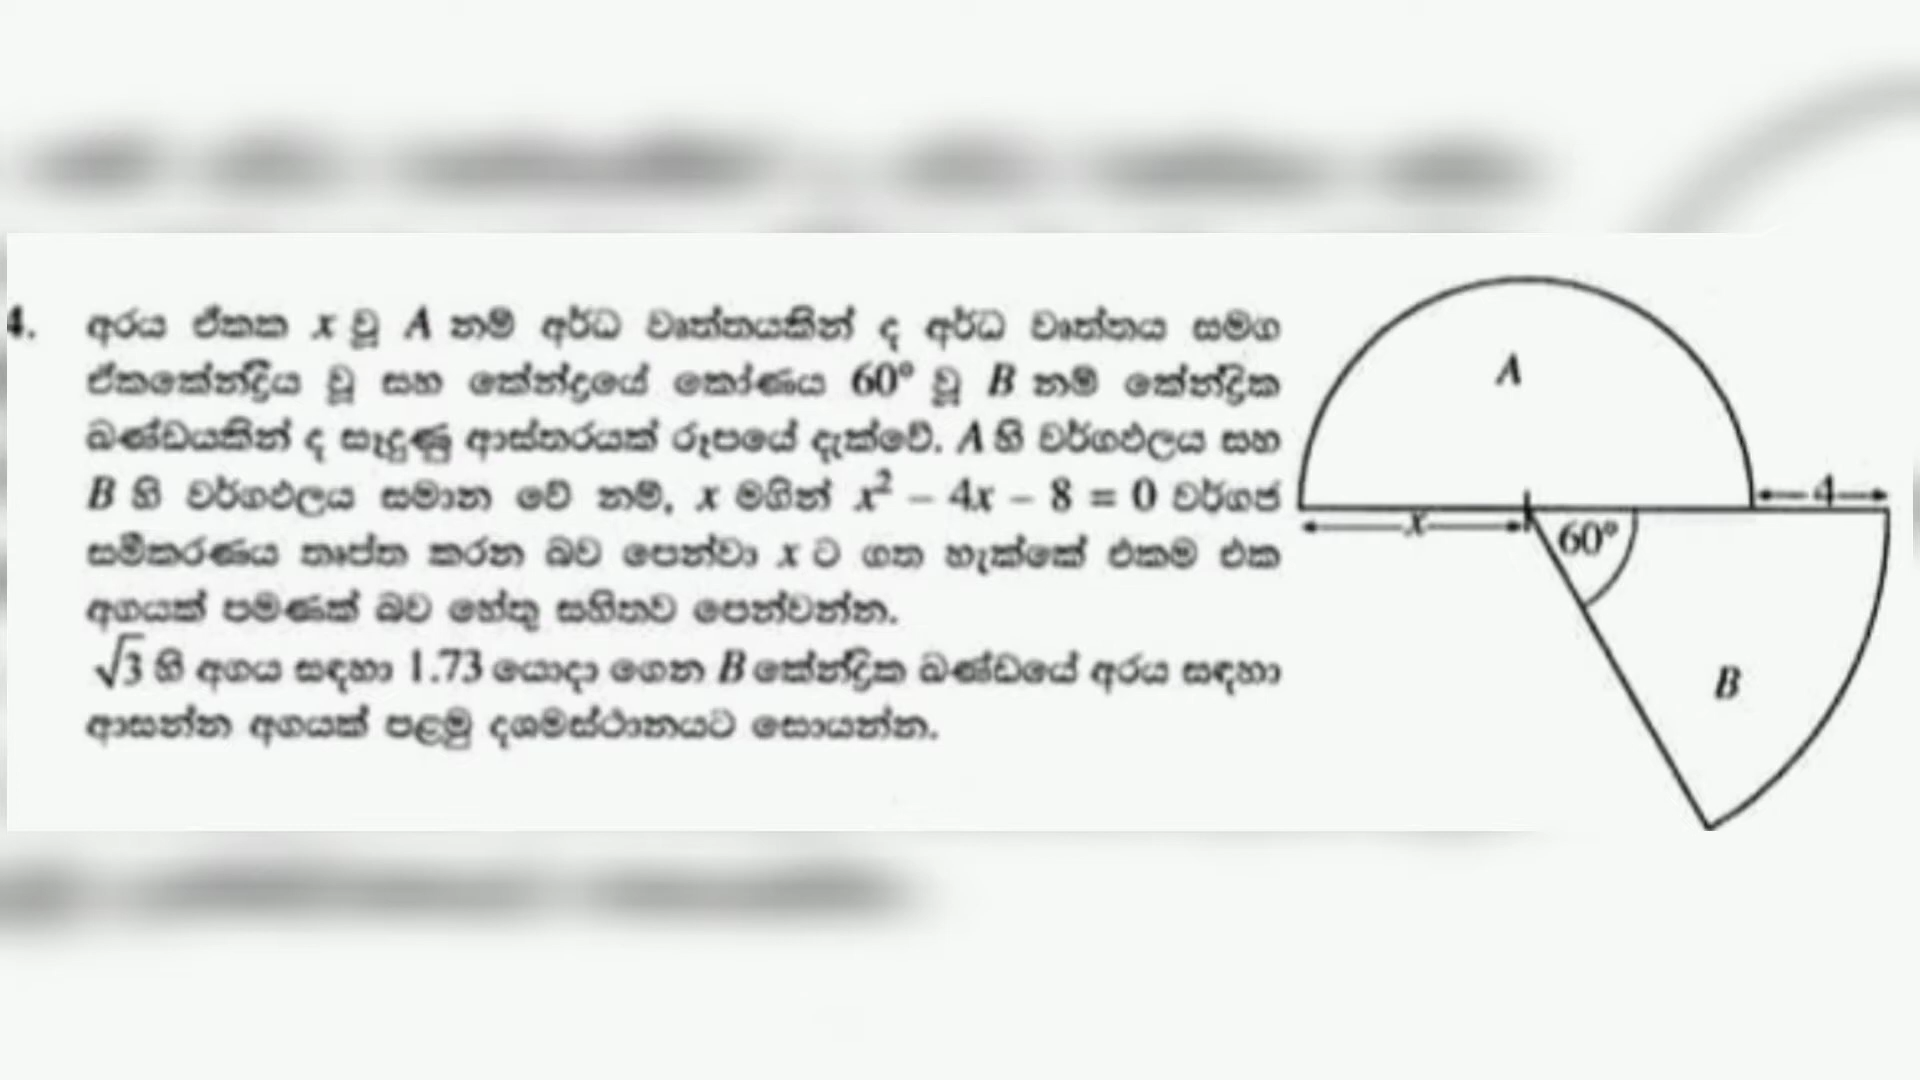 4. අරය ඒකක x වූ A නම් අර්ධ වෘත්තයකින් ද අර්ධ වෘත්තය සමග
ඒකකේන්ද්‍රීය වූ සහ කේන්ද්‍රයේ කෝණය 60° වූ B නම් කේන්ද්‍රික
ඛණ්ඩයකින් ද සෑදුණු ආස්තරයක් රූපයේ දැක්වේ. A හි වර්ගඵලය සහ
B හි වර්ගඵලය සමාන වේ නම්, x මගින් x² – 4x – 8 = 0 වර්ගජ
සමීකරණය තෘප්ත කරන බව පෙන්වා x ට ගත හැක්කේ එකම එක
අගයක් පමණක් බව හේතු සහිතව පෙන්වන්න.
√3 හි අගය සඳහා 1.73 යොදා ගෙන B කේන්ද්‍රික ඛණ්ඩයේ අරය සඳහා
ආසන්න අගයක් පළමු දශමස්ථානයට සොයන්න.
A
4
x
60°
B